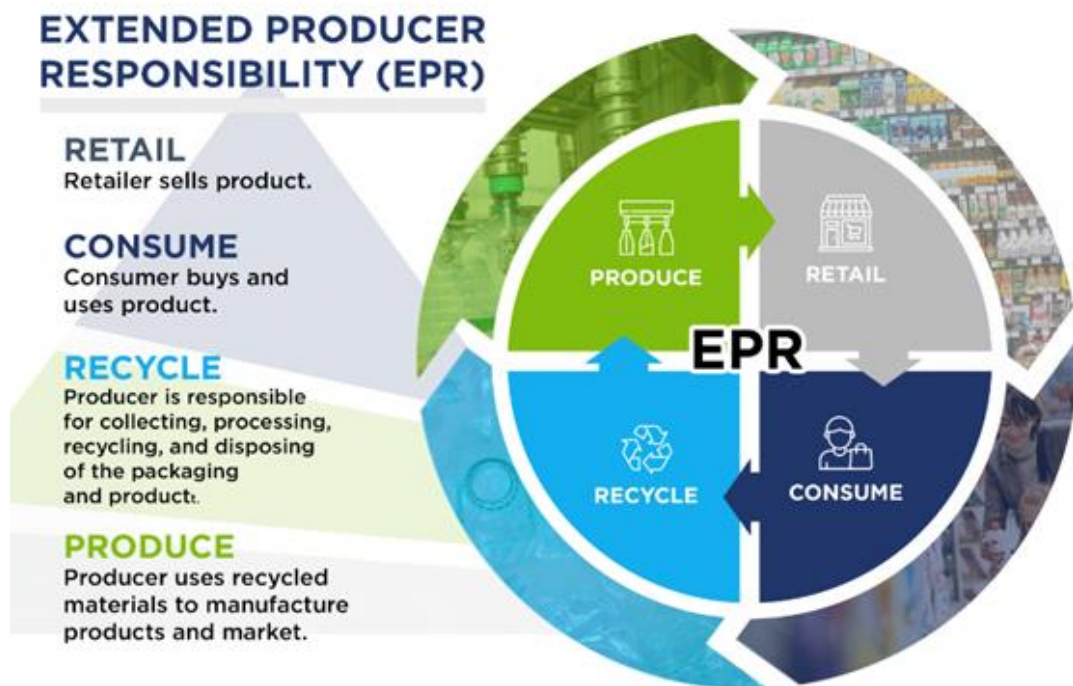 EXTENDED PRODUCER
RESPONSIBILITY (EPR)
RETAIL
Retailer sells product.
CONSUME
Consumer buys and
uses product.
RECYCLE
Producer is responsible
for collecting, processing,
recycling, and disposing
of the packaging
and product.
PRODUCE
Producer uses recycled
materials to manufacture
products and market.
PRODUCE
RETAIL
EPR
RECYCLE
CONSUME